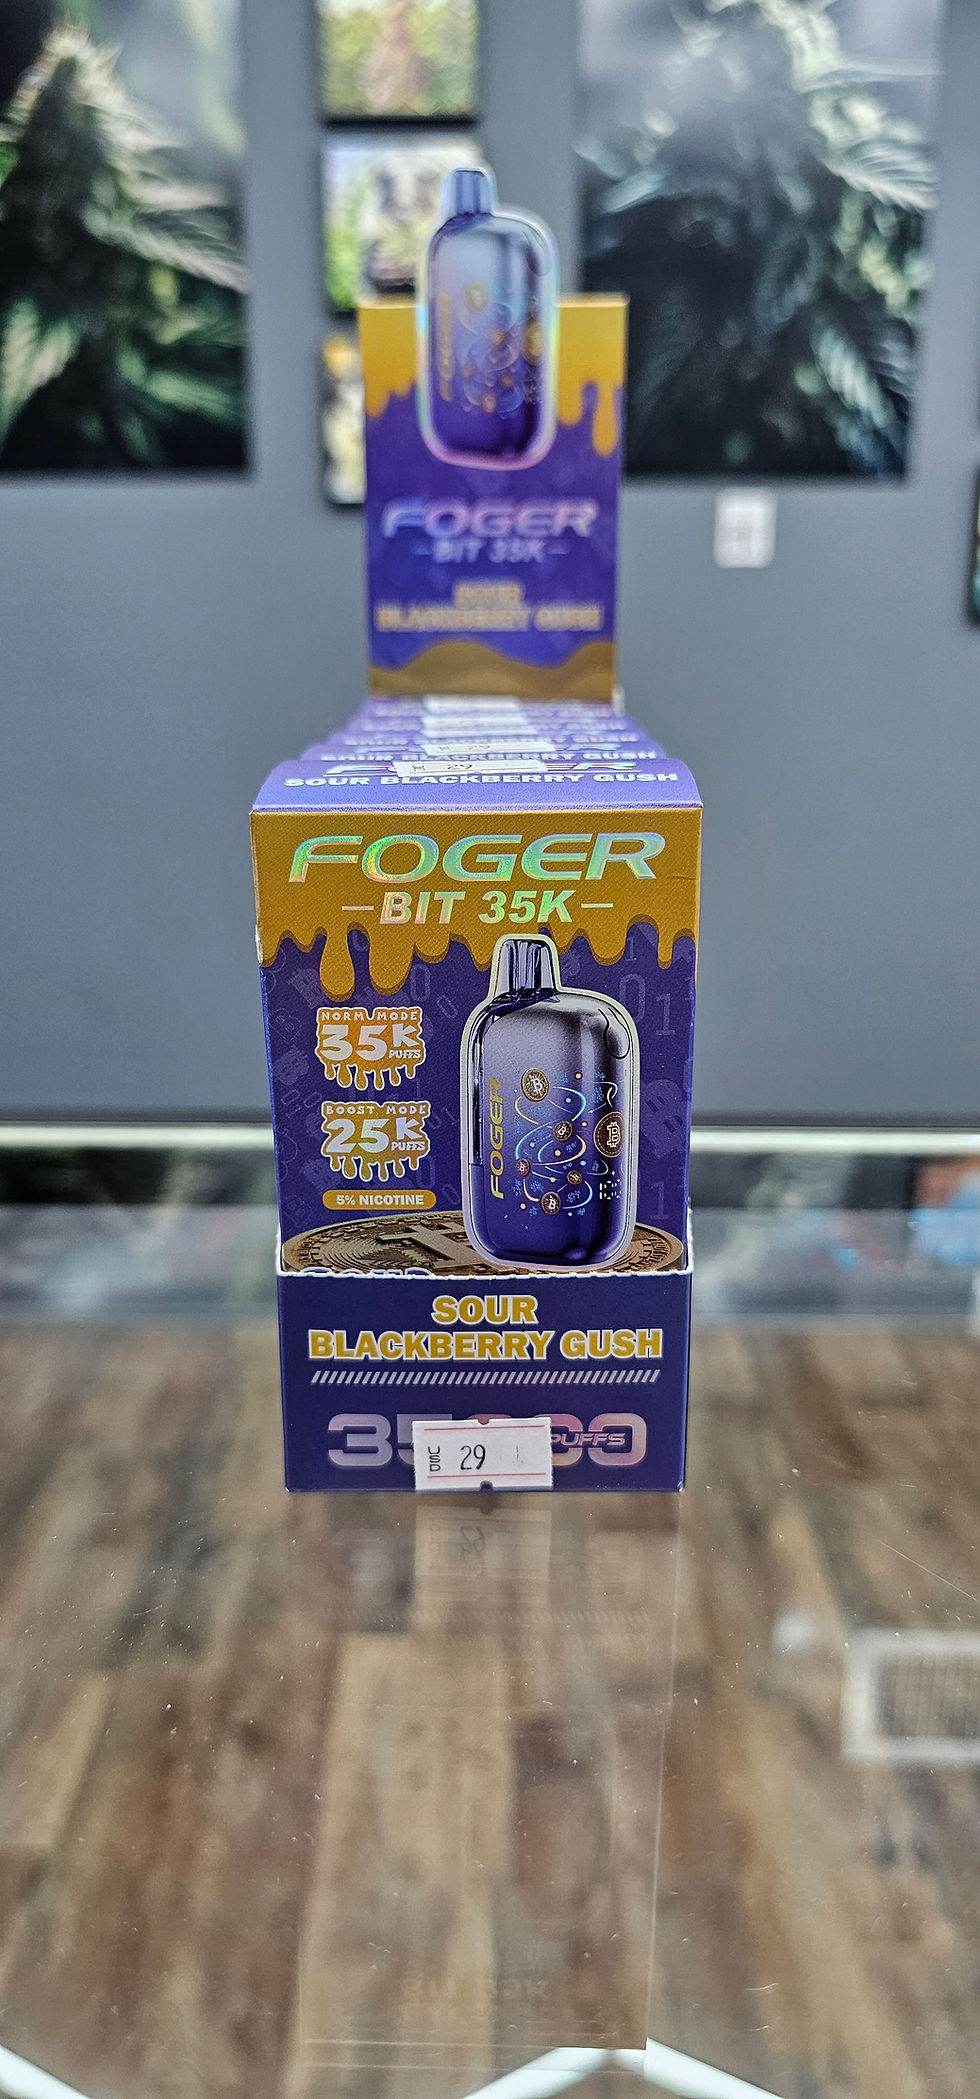 FOGER
BIT 35K
SOUR
BLACKBERRY GUSH
SOUR BLACKBERRY GUSH
FOGER
BIT 35K
NORM MODE
35K
PUFFS
BOOST MODE
25K
PUFFS
5% NICOTINE
FOGER
SOUR
BLACKBERRY GUSH
PUFFS
USD 29